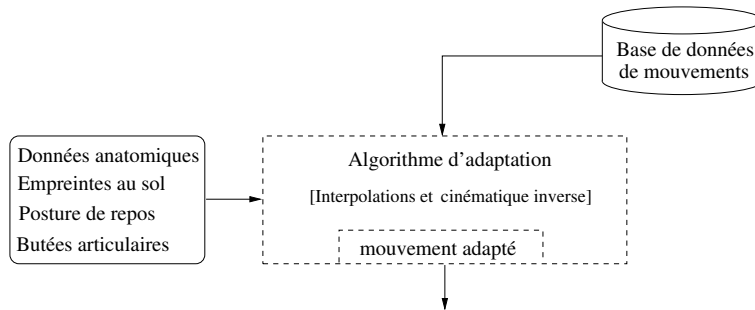 Base de données
de mouvements
Données anatomiques
Empreintes au sol
Posture de repos
Butées articulaires
Algorithme d'adaptation
[Interpolations et cinématique inverse]
mouvement adapté